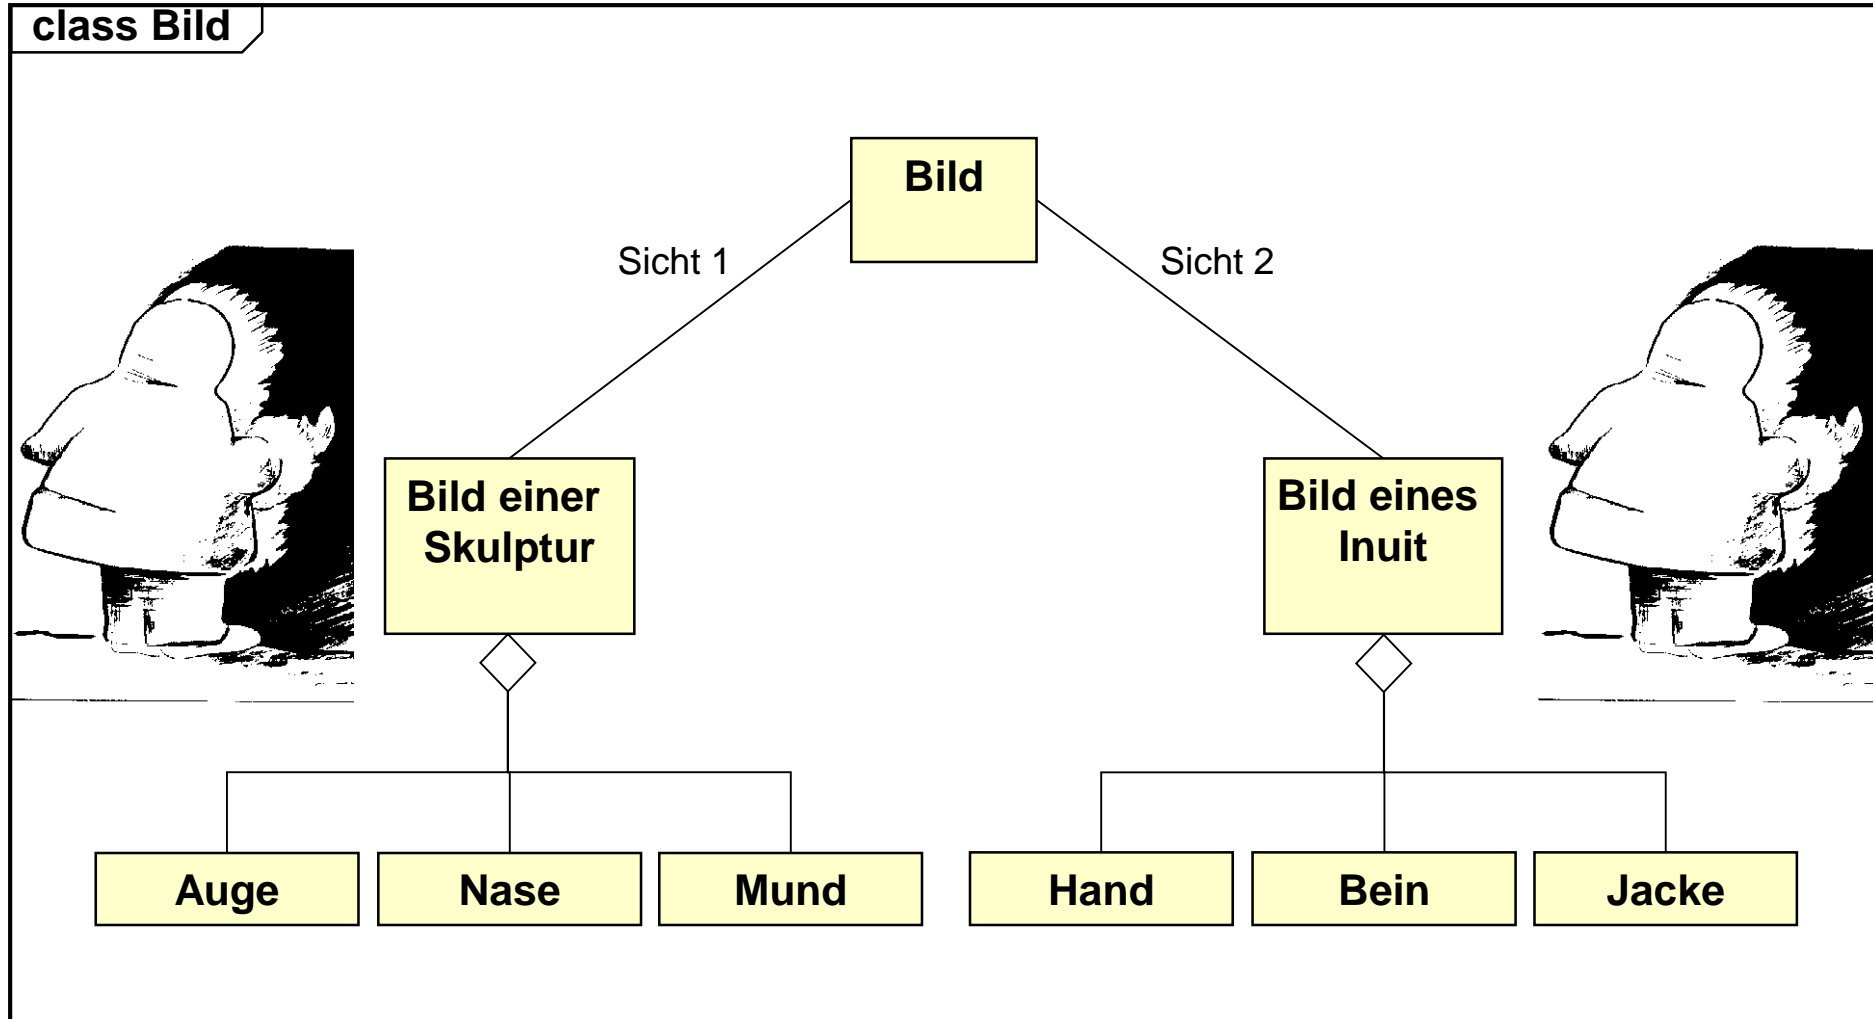 class Bild
Bild
Sicht 1
Sicht 2
Bild einer
Skulptur
Bild eines
Inuit
Auge
Nase
Mund
Hand
Bein
Jacke